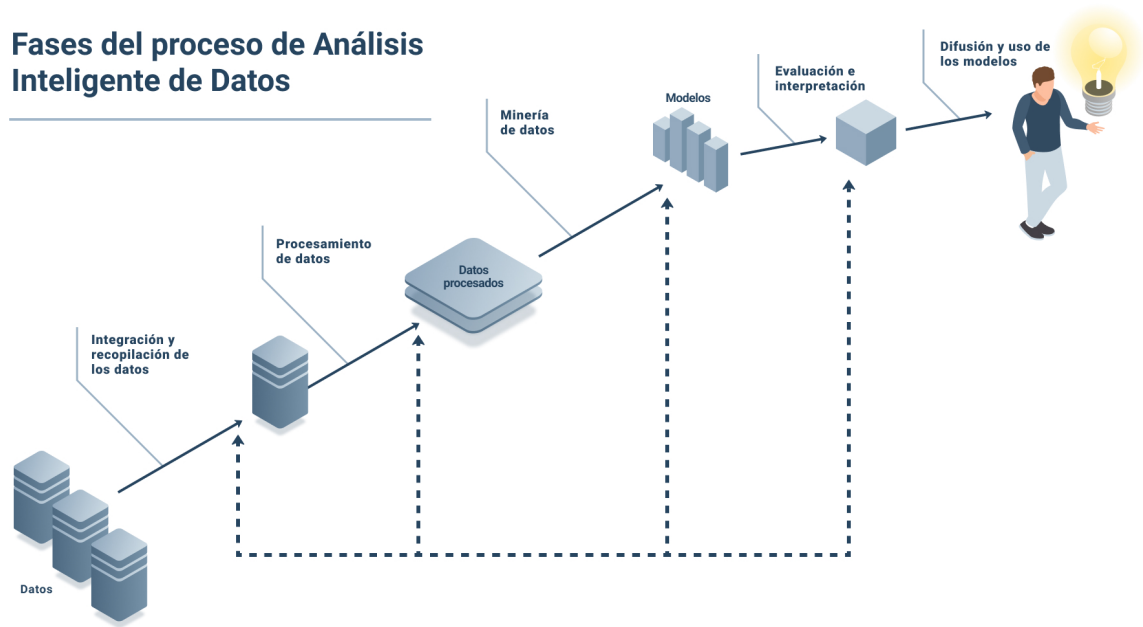 Fases del proceso de Análisis
Inteligente de Datos
Datos
Integración y
recopilación de
los datos
Procesamiento
de datos
Datos
procesados
Minería
de datos
Modelos
Evaluación e
interpretación
Difusión y uso de
los modelos